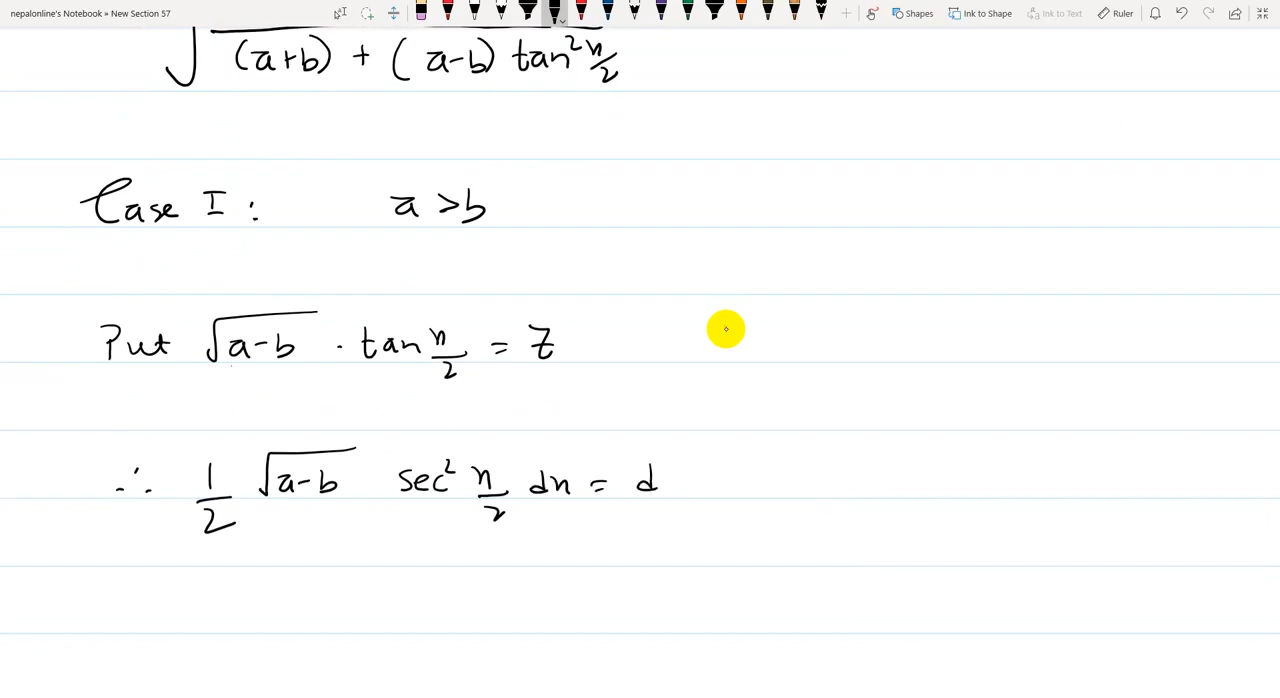 nepalonline's Notebook » New Section 57
Shapes Ink to Shape Ink to Text Ruler
√(a+b) + (a-b) tan² x/2
Case I : a > b
Put √a-b . tan x/2 = Z
∴ 1/2 √a-b sec² x/2 dx = d